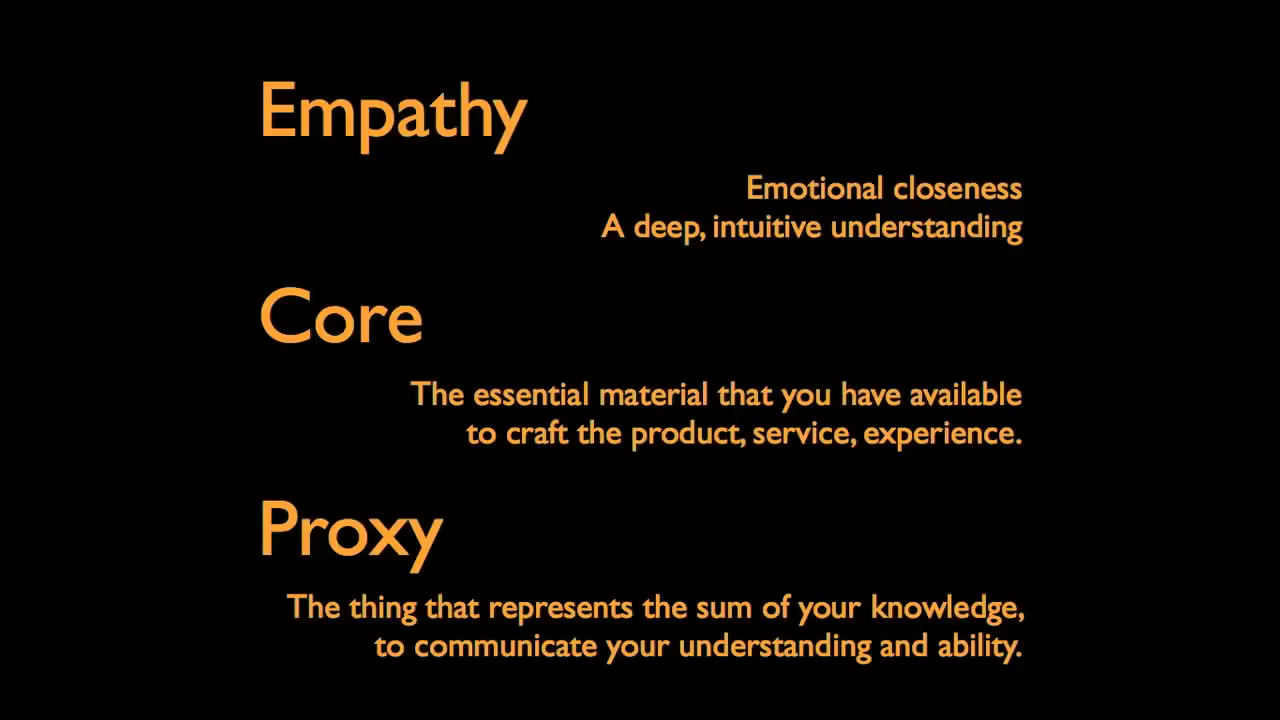 Empathy
Emotional closeness
A deep, intuitive understanding
Core
The essential material that you have available
to craft the product, service, experience.
Proxy
The thing that represents the sum of your knowledge,
to communicate your understanding and ability.